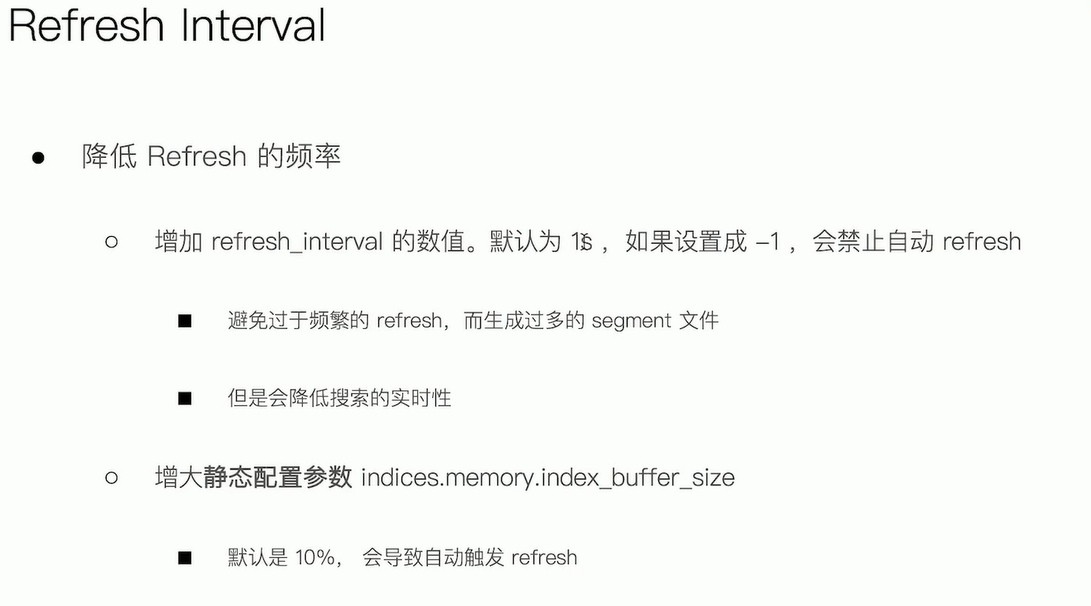 Refresh Interval
降低 Refresh 的频率
增加 refresh_interval 的数值。默认为 1s ，如果设置成 –1 ，会禁止自动 refresh
避免过于频繁的 refresh，而生成过多的 segment 文件
但是会降低搜索的实时性
增大静态配置参数 indices.memory.index_buffer_size
默认是 10%， 会导致自动触发 refresh